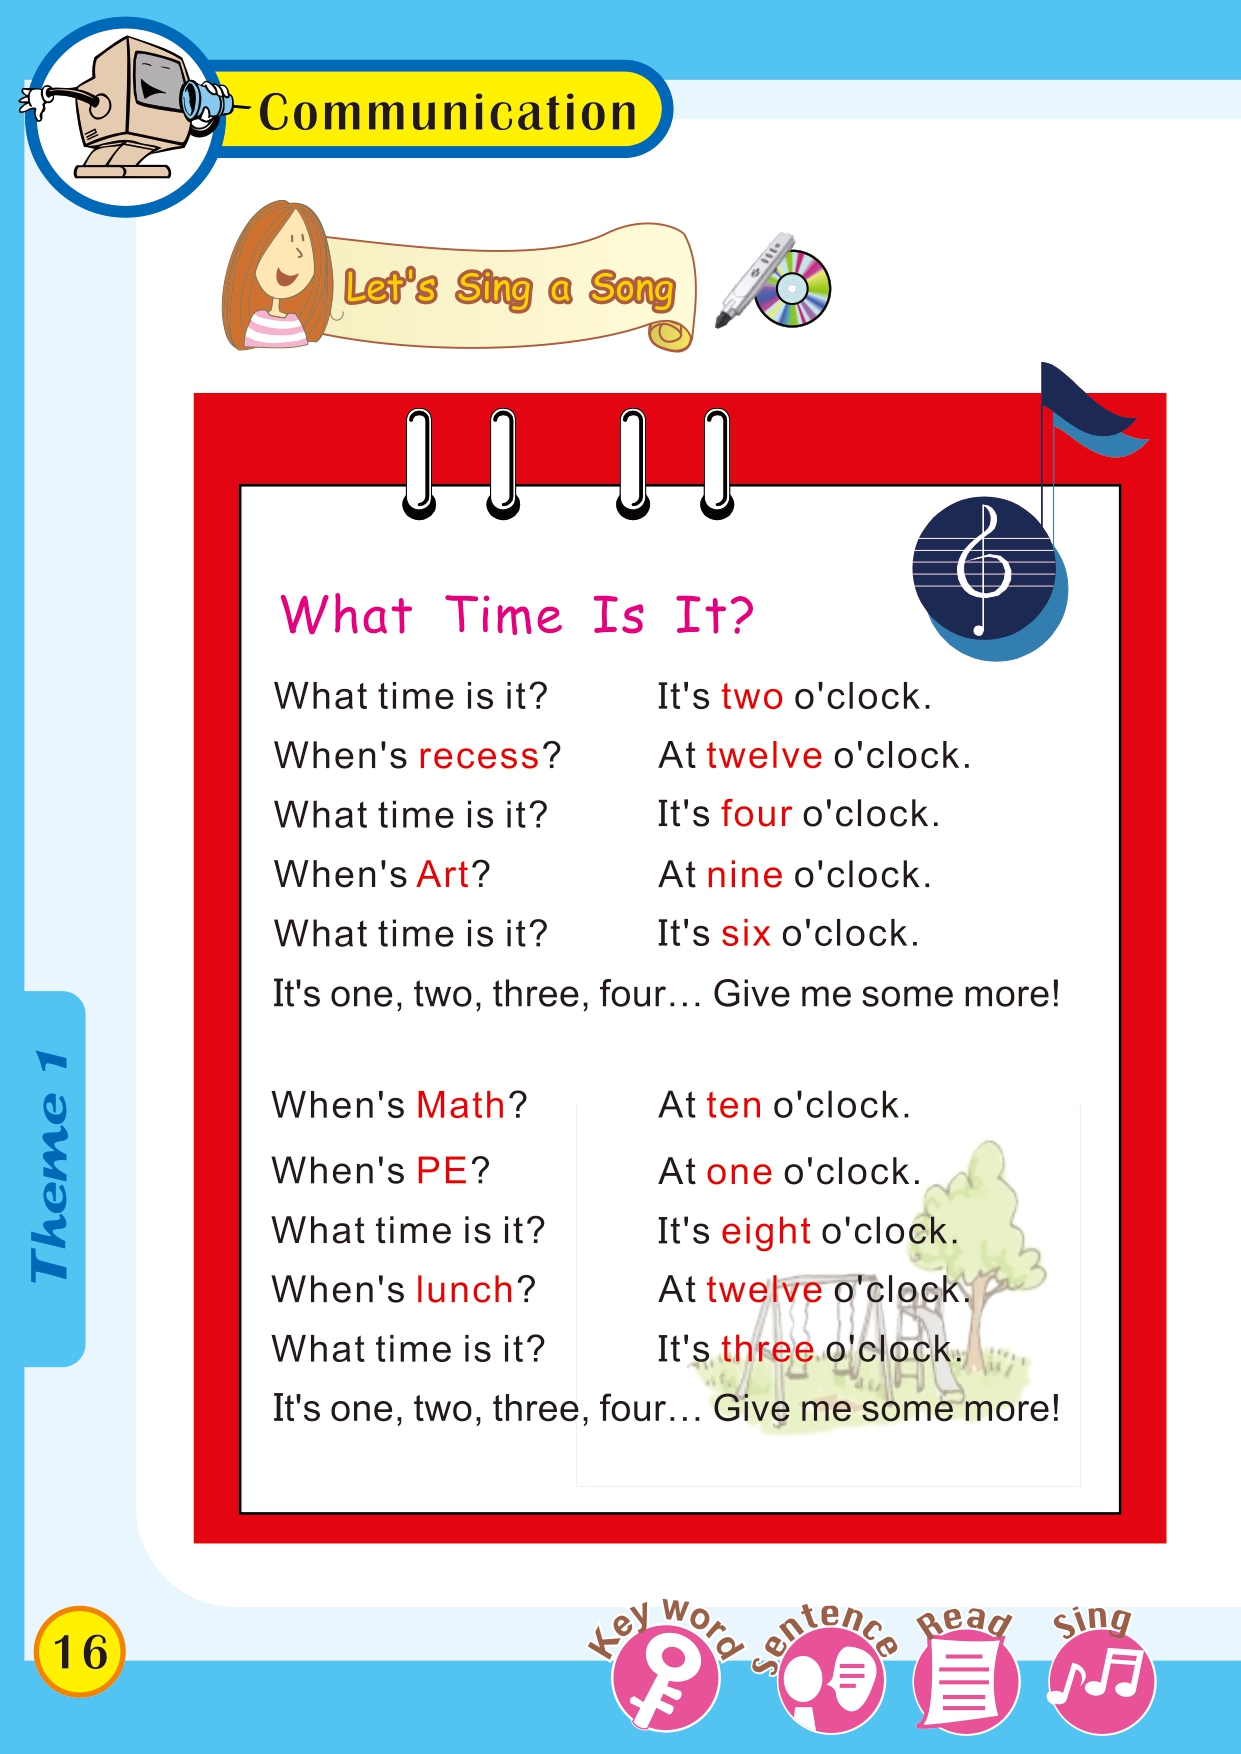 Communication
Let's Sing a Song
What Time Is It?
What time is it? It's two o'clock.
When's recess? At twelve o'clock.
What time is it? It's four o'clock.
When's Art? At nine o'clock.
What time is it? It's six o'clock.
It's one, two, three, four... Give me some more!
When's Math? At ten o'clock.
When's PE? At one o'clock.
What time is it? It's eight o'clock.
When's lunch? At twelve o'clock.
What time is it? It's three o'clock.
It's one, two, three, four... Give me some more!
Theme 1
16
Key word
Sentence
Read
Sing